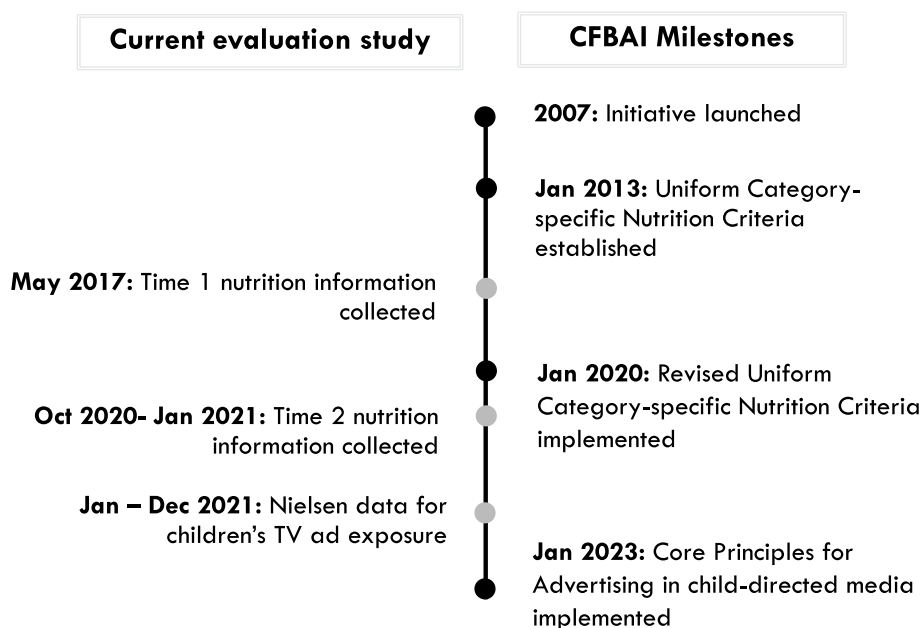 Current evaluation study
CFBAI Milestones
2007: Initiative launched
Jan 2013: Uniform Category-
specific Nutrition Criteria
established
May 2017: Time 1 nutrition information
collected
Jan 2020: Revised Uniform
Category-specific Nutrition Criteria
implemented
Oct 2020- Jan 2021: Time 2 nutrition
information collected
Jan – Dec 2021: Nielsen data for
children’s TV ad exposure
Jan 2023: Core Principles for
Advertising in child-directed media
implemented